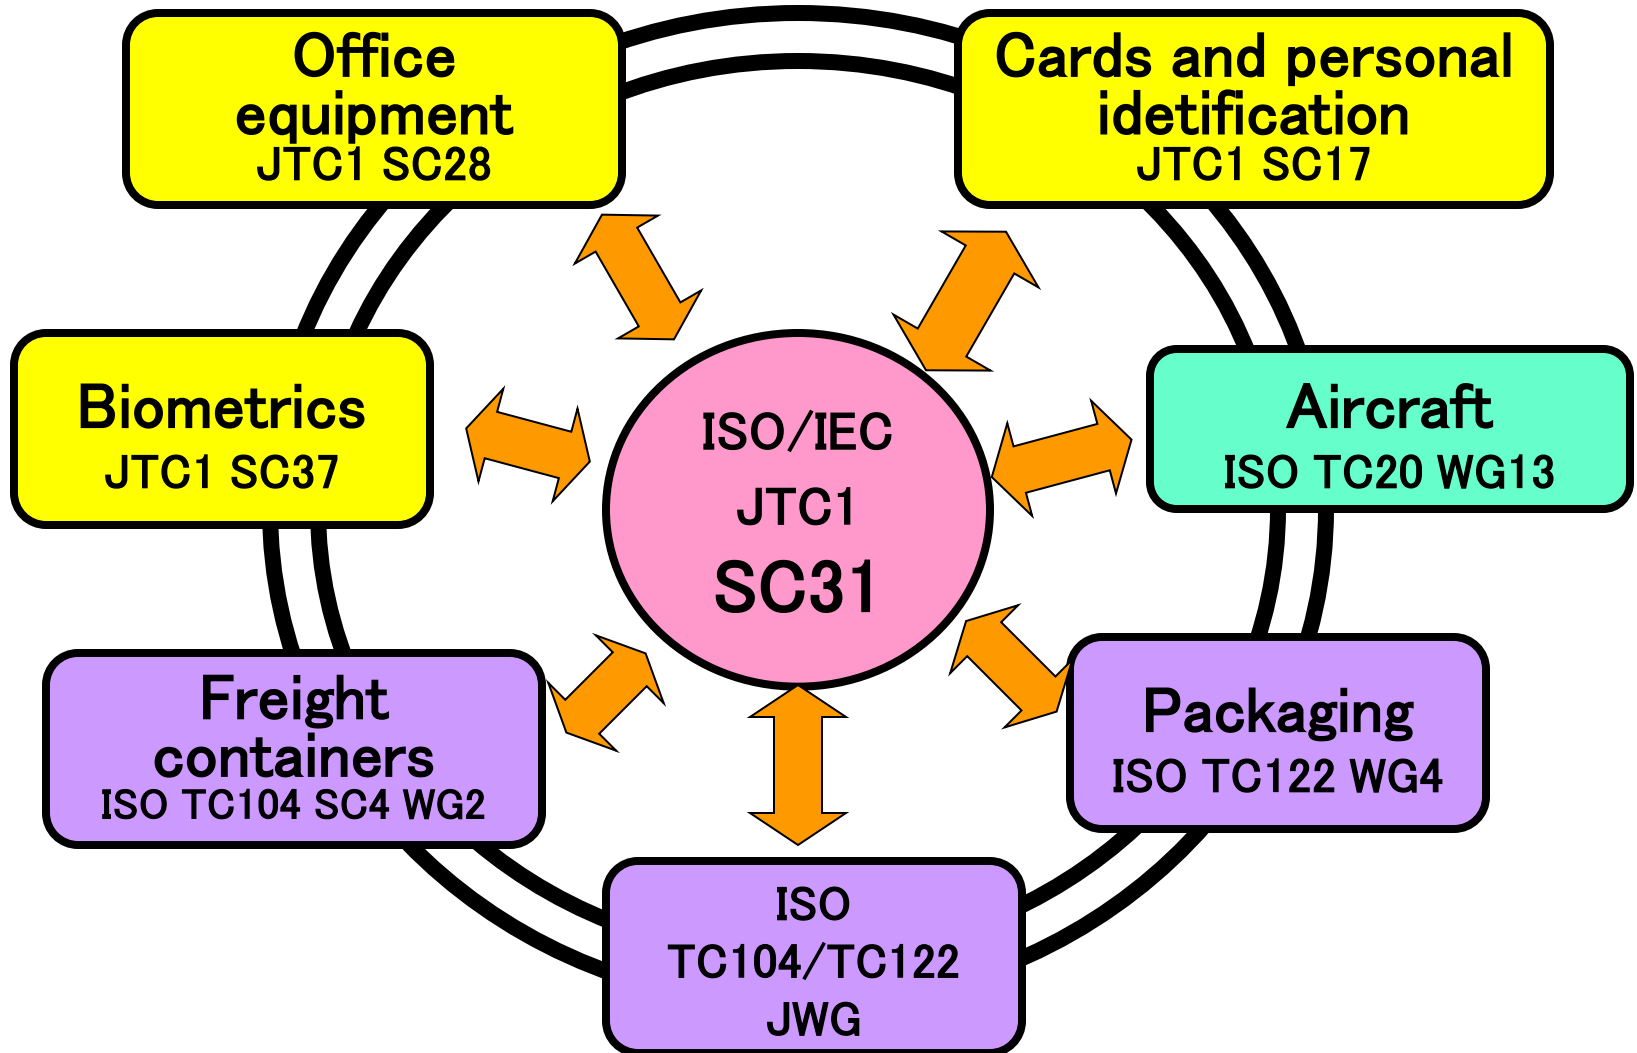 Office
equipment
JTC1 SC28
Cards and personal
idetification
JTC1 SC17
Biometrics
JTC1 SC37
ISO/IEC
JTC1
SC31
Aircraft
ISO TC20 WG13
Freight
containers
ISO TC104 SC4 WG2
Packaging
ISO TC122 WG4
ISO
TC104/TC122
JWG